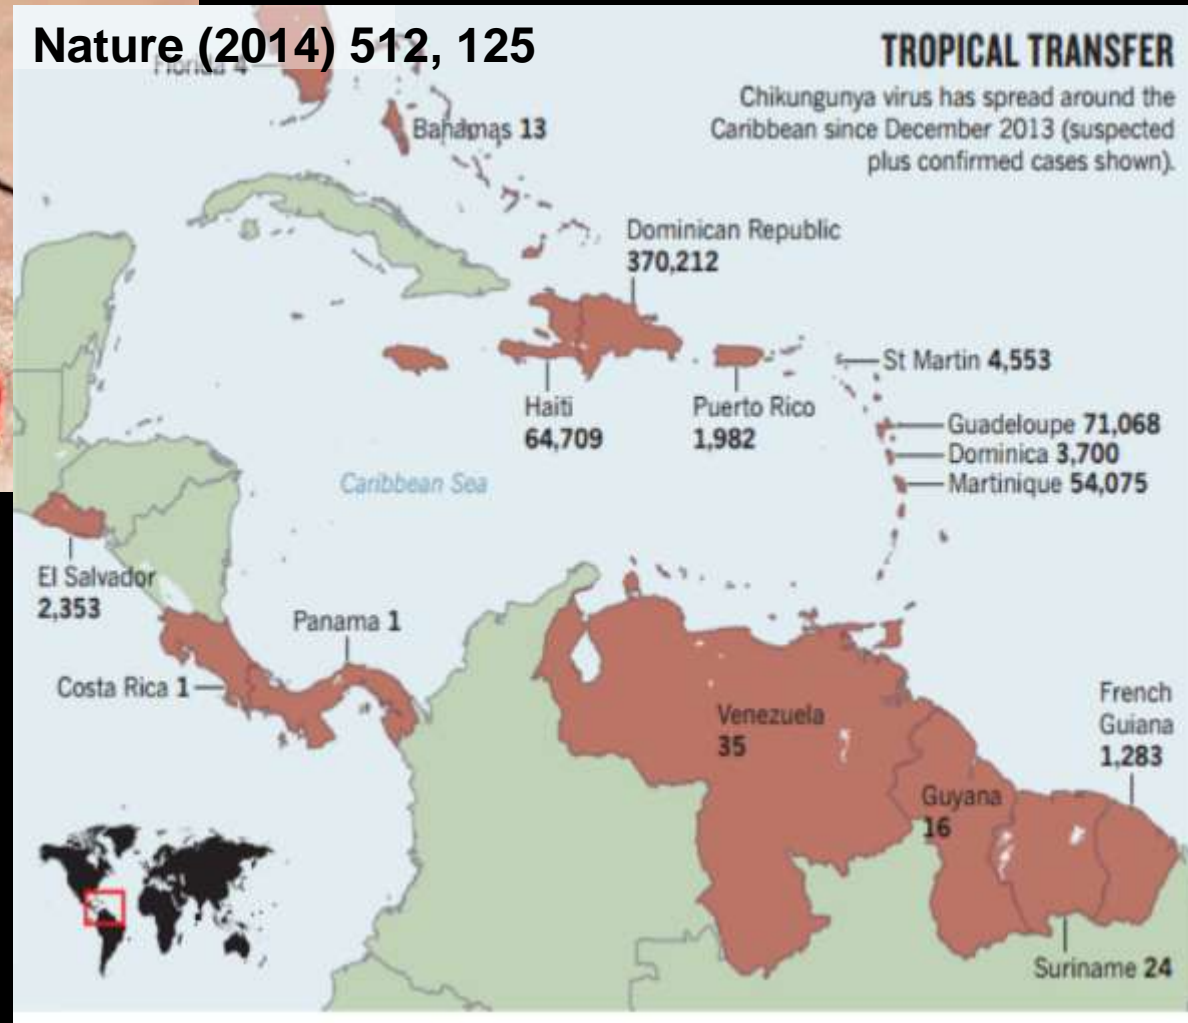 Nature (2014) 512, 125
TROPICAL TRANSFER
Chikungunya virus has spread around the
Caribbean since December 2013 (suspected
plus confirmed cases shown).
Florida 4
Bahamas 13
Dominican Republic
370,212
St Martin 4,553
Haiti
64,709
Puerto Rico
1,982
Guadeloupe 71,068
Dominica 3,700
Martinique 54,075
Caribbean Sea
El Salvador
2,353
Panama 1
Costa Rica 1
Venezuela
35
French
Guiana
1,283
Guyana
16
Suriname 24